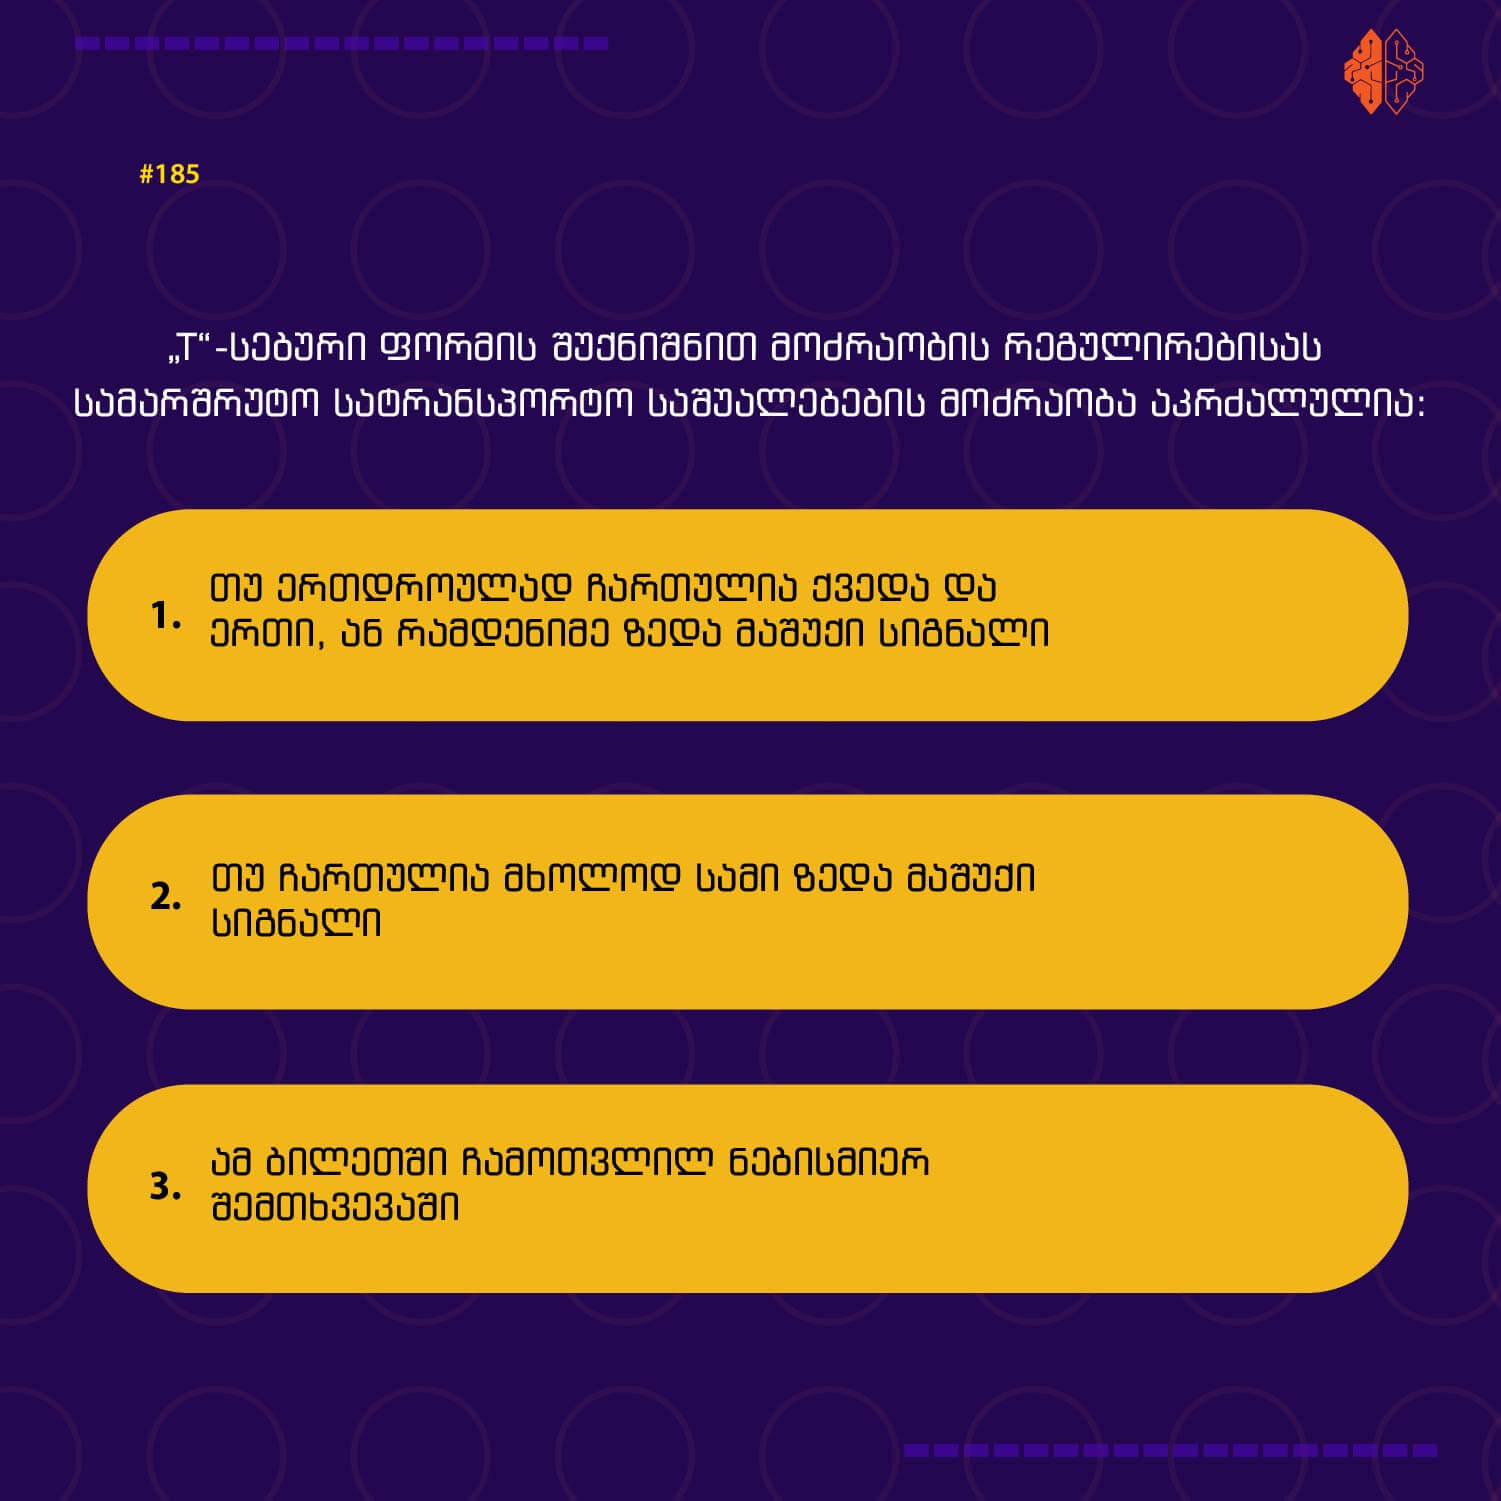 #185
„T“-სებური ფორმის შუქნიშნით მოძრაობის რეგულირებისას
სამარშრუტო სატრანსპორტო საშუალებების მოძრაობა აკრძალულია:
1. თუ ერთდროულად ჩართულია ქვედა და
ერთი, ან რამდენიმე ზედა მაშუქი სიგნალი
2. თუ ჩართულია მხოლოდ სამი ზედა მაშუქი
სიგნალი
3. ამ ბილეთში ჩამოთვლილ ნებისმიერ
შემთხვევაში